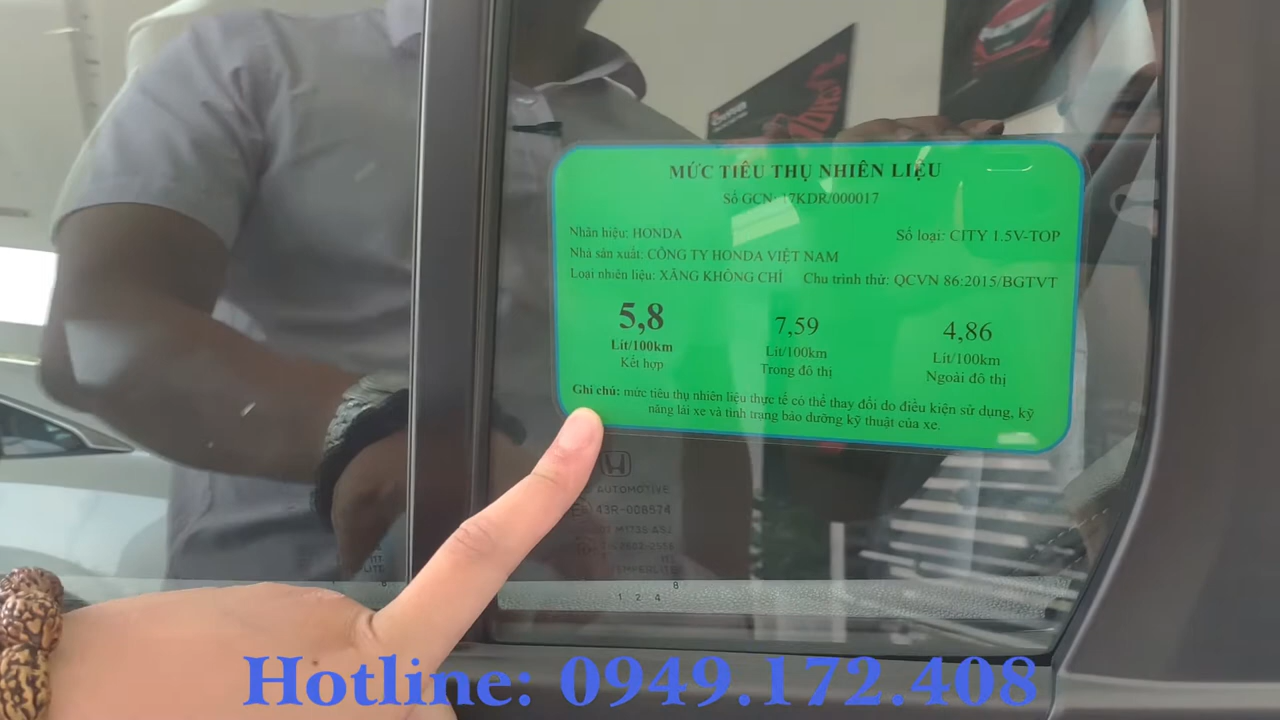 MỨC TIÊU THỤ NHIÊN LIỆU
Số GCN: 17KDR/000017
Nhãn hiệu: HONDA Số loại: CITY 1.5V-TOP
Nhà sản xuất: CÔNG TY HONDA VIỆT NAM
Loại nhiên liệu: XĂNG KHÔNG CHÌ Chu trình thử: QCVN 86:2015/BGTVT
5,8 7,59 4,86
Lít/100km Lít/100km Lít/100km
Kết hợp Trong đô thị Ngoài đô thị
Ghi chú: mức tiêu thụ nhiên liệu thực tế có thể thay đổi do điều kiện sử dụng, kỹ
năng lái xe và tình trạng bảo dưỡng kỹ thuật của xe.
AUTOMOTIVE
43R-008574
TEMPERLITE
8
1 2 4
Hotline: 0949.172.408